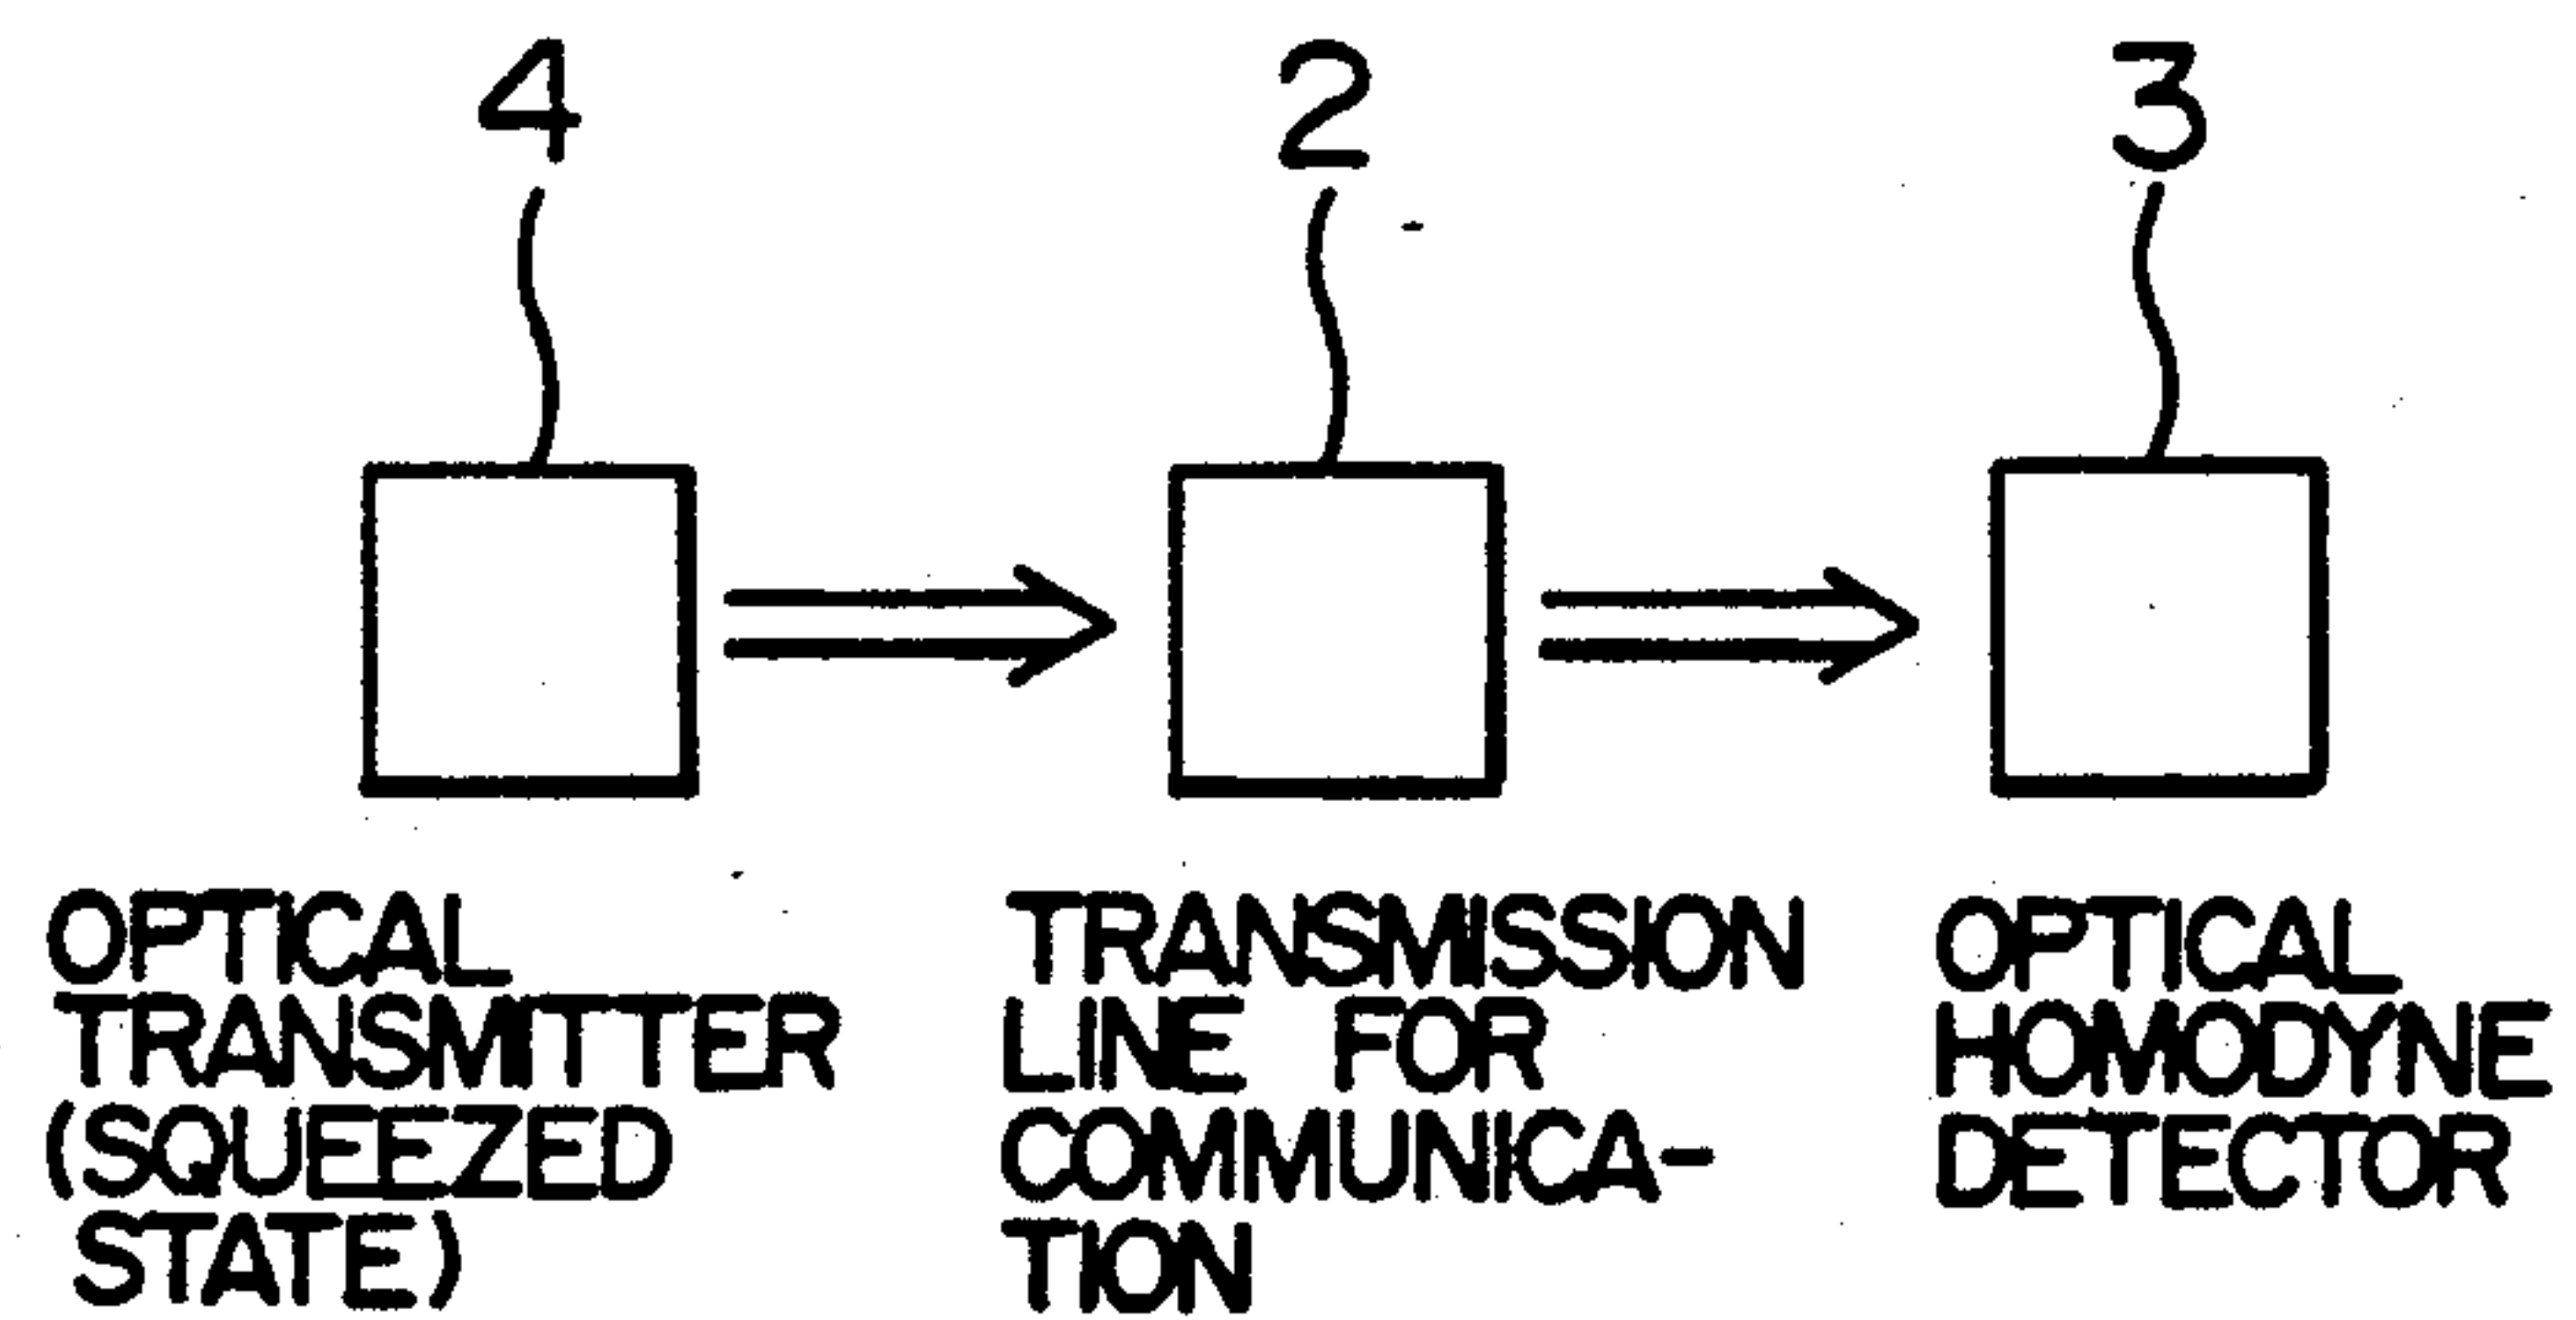 4
2
3
OPTICAL
TRANSMITTER
(SQUEEZED
STATE)
TRANSMISSION
LINE FOR
COMMUNICA-
TION
OPTICAL
HOMODYNE
DETECTOR